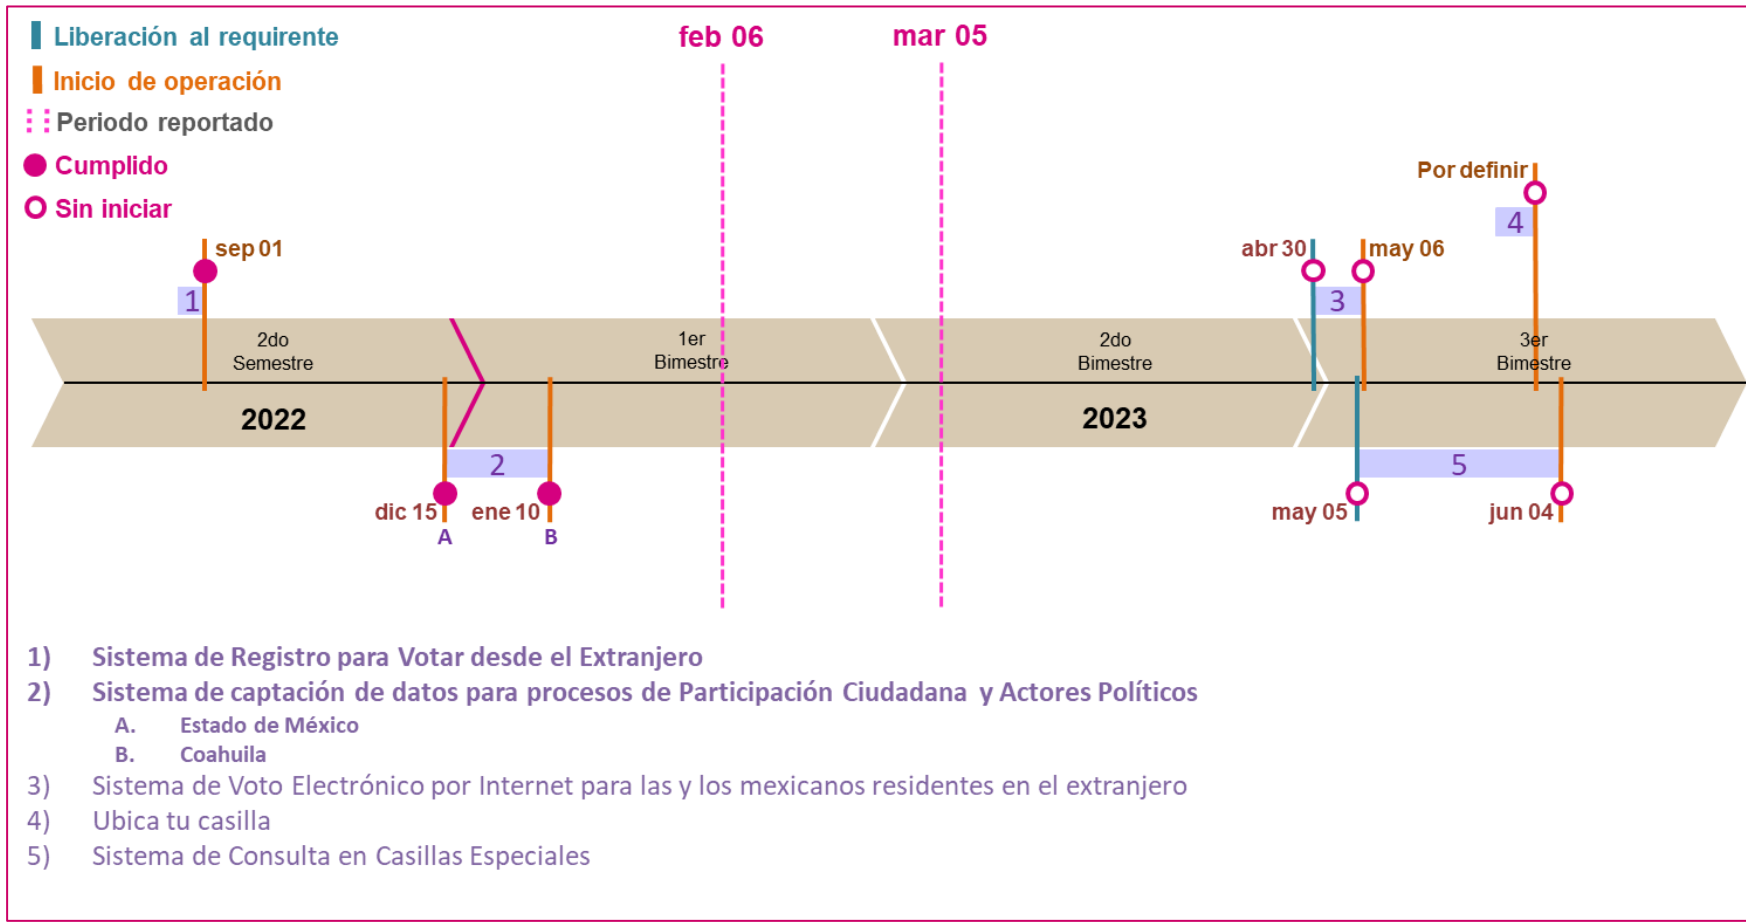 Liberación al requirente
Inicio de operación
Periodo reportado
Cumplido
Sin iniciar
feb 06
mar 05
Por definir
4
sep 01
abr 30
may 06
1
3
2do
Semestre
1er
Bimestre
2do
Bimestre
3er
Bimestre
2022
2023
2
5
dic 15
ene 10
may 05
jun 04
A
B
1) Sistema de Registro para Votar desde el Extranjero
2) Sistema de captación de datos para procesos de Participación Ciudadana y Actores Políticos
A. Estado de México
B. Coahuila
3) Sistema de Voto Electrónico por Internet para las y los mexicanos residentes en el extranjero
4) Ubica tu casilla
5) Sistema de Consulta en Casillas Especiales